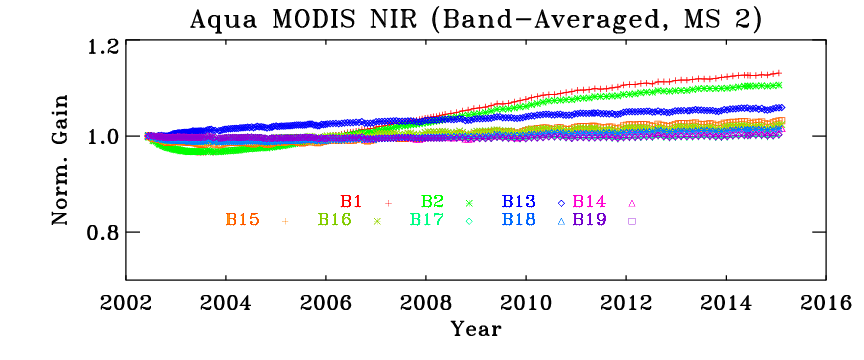 Aqua MODIS NIR (Band-Averaged, MS 2)
1.2
1.0
0.8
Norm. Gain
B1 B2 B13 B14
B15 B16 B17 B18 B19
2002 2004 2006 2008 2010 2012 2014 2016
Year